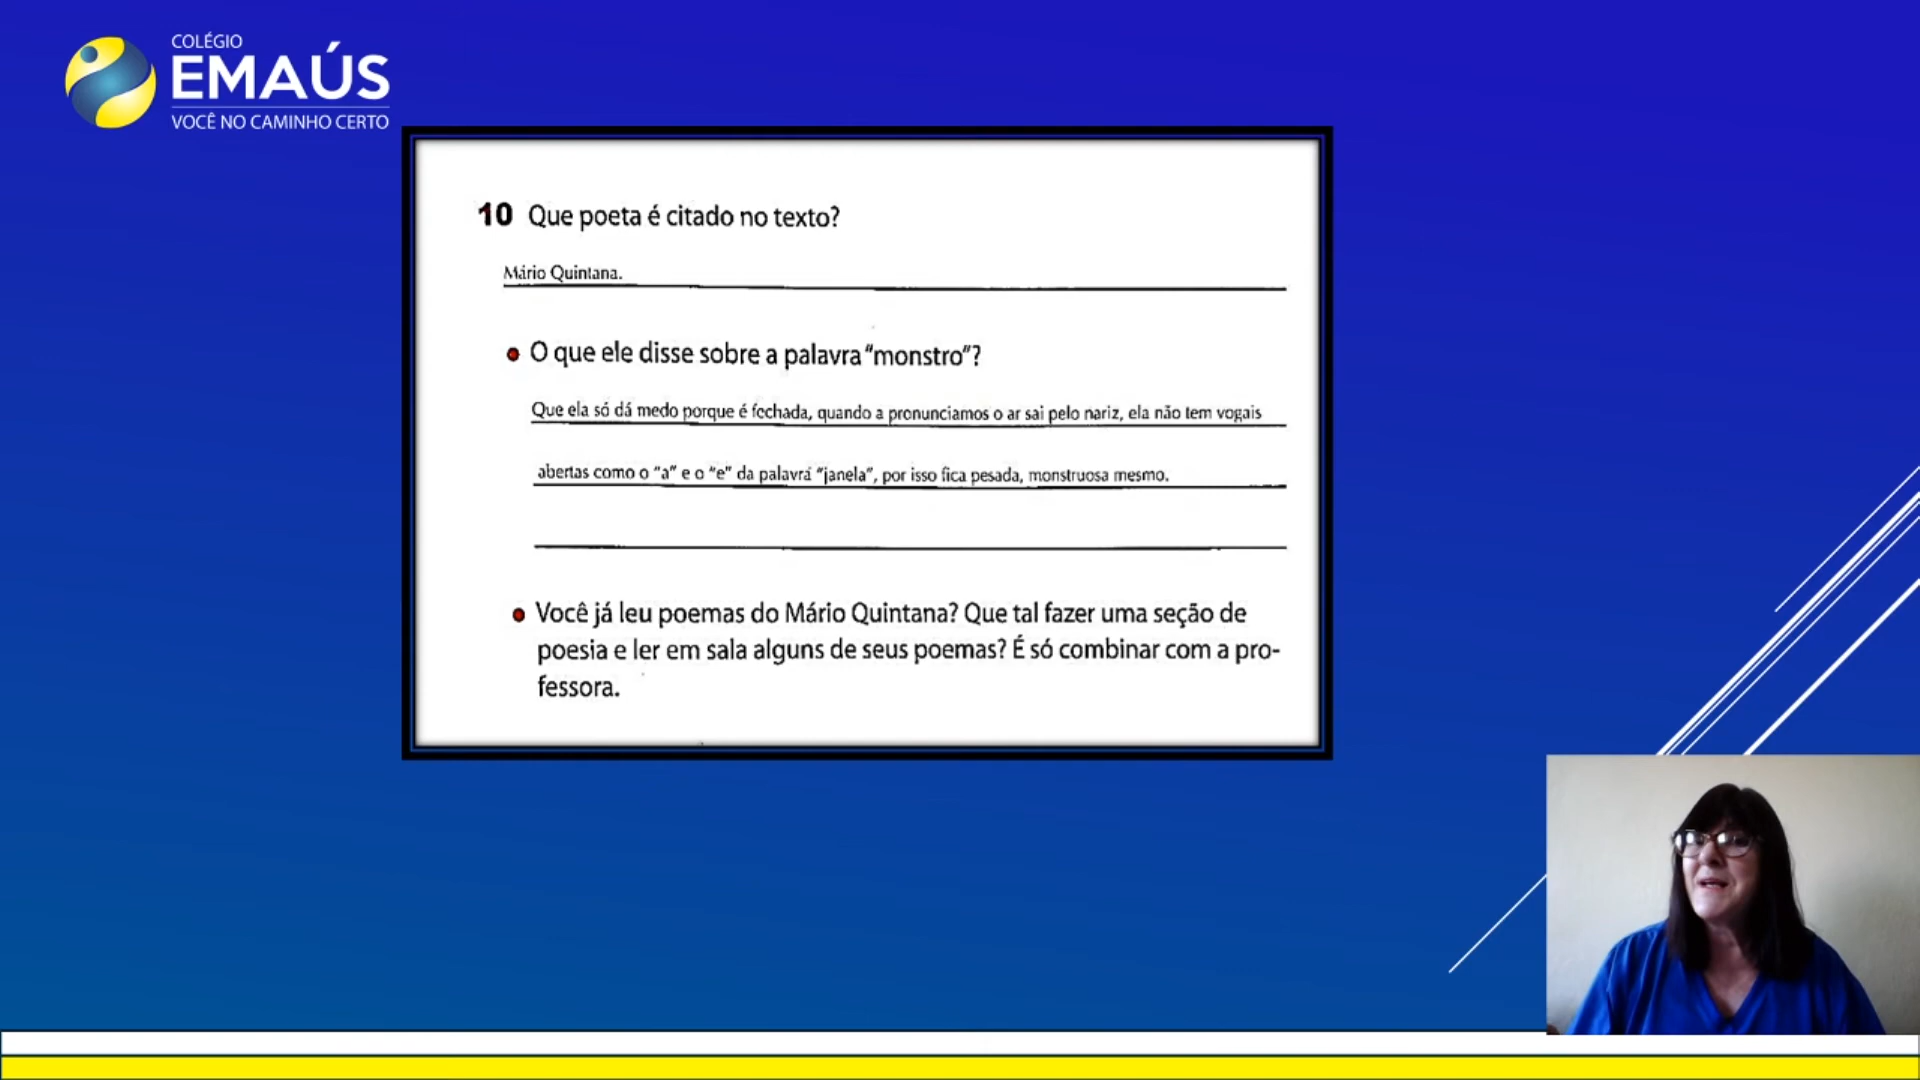 COLÉGIO
EMAÚS
VOCÊ NO CAMINHO CERTO
10 Que poeta é citado no texto?
Mário Quintana.
• O que ele disse sobre a palavra “monstro”?
Que ela só dá medo porque é fechada, quando a pronunciamos o ar sai pelo nariz, ela não tem vogais
abertas como o “a” e o “e” da palavra “janela”, por isso fica pesada, monstruosa mesmo.
• Você já leu poemas do Mário Quintana? Que tal fazer uma seção de
poesia e ler em sala alguns de seus poemas? É só combinar com a pro-
fessora.